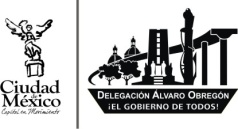 Ciudad
de
México
Capital en Movimiento
DELEGACIÓN ÁLVARO OBREGÓN
¡EL GOBIERNO DE TODOS!